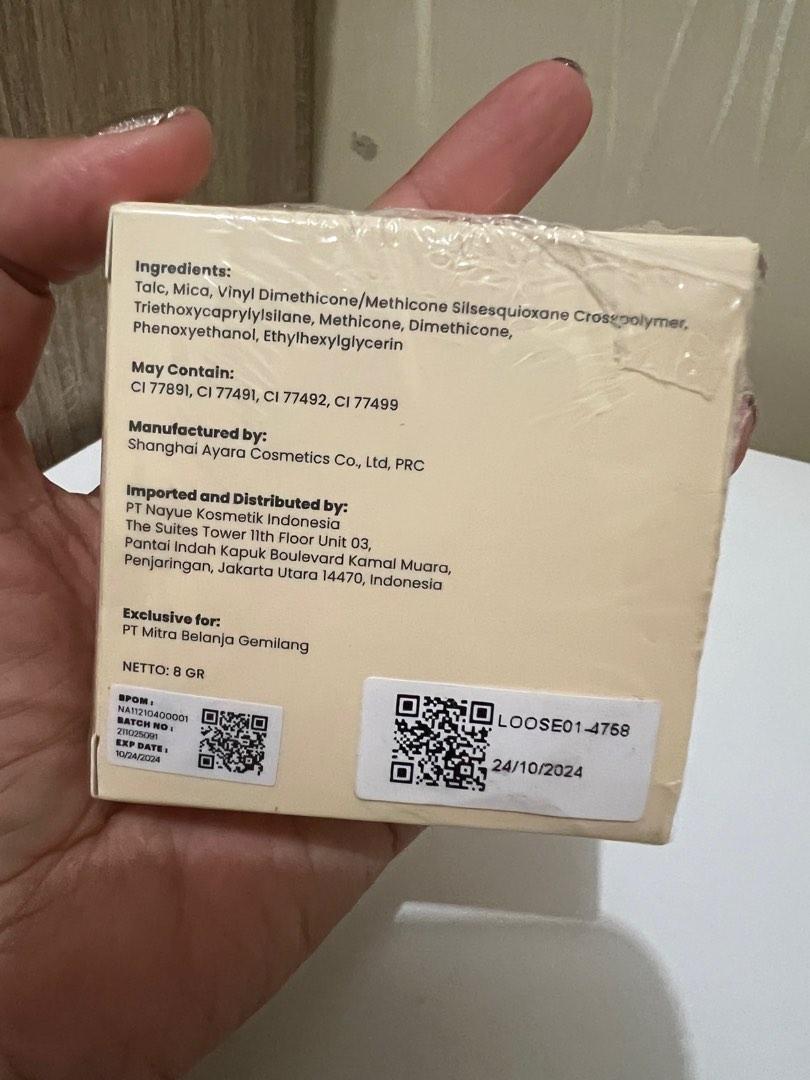 Ingredients:
Talc, Mica, Vinyl Dimethicone/Methicone Silsesquioxane Crosspolymer,
Triethoxycaprylylsilane, Methicone, Dimethicone,
Phenoxyethanol, Ethylhexylglycerin
May Contain:
CI 77891, CI 77491, CI 77492, CI 77499
Manufactured by:
Shanghai Ayara Cosmetics Co., Ltd, PRC
Imported and Distributed by:
PT Nayue Kosmetik Indonesia
The Suites Tower 11th Floor Unit 03,
Pantai Indah Kapuk Boulevard Kamal Muara,
Penjaringan, Jakarta Utara 14470, Indonesia
Exclusive for:
PT Mitra Belanja Gemilang
NETTO: 8 GR
BPOM :
NA11210400001
BATCH NO :
211025091
EXP DATE :
10/24/2024
LOOSE01-4758
24/10/2024